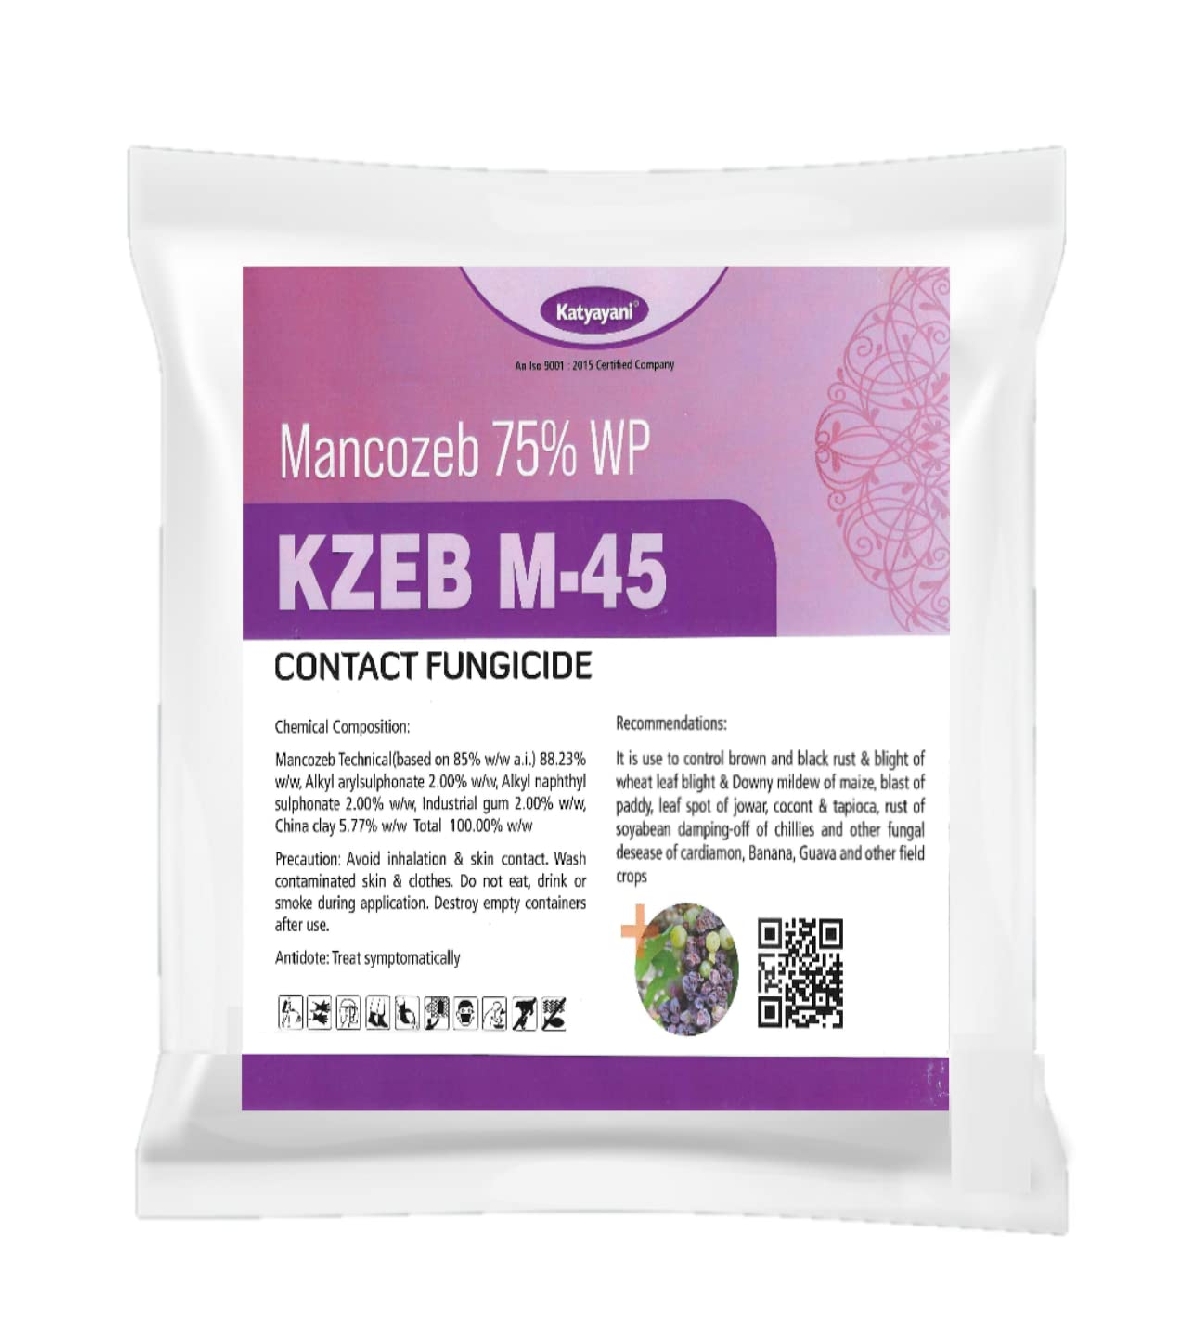 Katyayani®
An Iso 9001 : 2015 Certified Company
Mancozeb 75% WP
KZEB M-45
CONTACT FUNGICIDE
Chemical Composition:
Mancozeb Technical(based on 85% w/w a.i.) 88.23%
w/w, Alkyl arylsulphonate 2.00% w/w, Alkyl naphthyl
sulphonate 2.00% w/w, Industrial gum 2.00% w/w,
China clay 5.77% w/w Total 100.00% w/w
Precaution: Avoid inhalation & skin contact. Wash
contaminated skin & clothes. Do not eat, drink or
smoke during application. Destroy empty containers
after use.
Antidote: Treat symptomatically
Recommendations:
It is use to control brown and black rust & blight of
wheat leaf blight & Downy mildew of maize, blast of
paddy, leaf spot of jowar, cocont & tapioca, rust of
soyabean damping-off of chillies and other fungal
desease of cardiamon, Banana, Guava and other field
crops